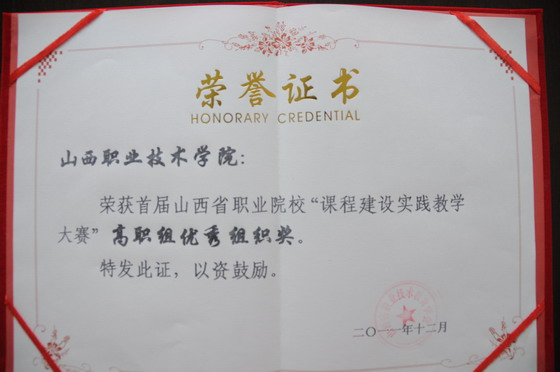 荣誉证书
HONORARY CREDENTIAL
山西职业技术学院：
荣获首届山西省职业院校“课程建设实践教学
大赛”高职组优秀组织奖。
特发此证，以资鼓励。
二〇一一年十二月